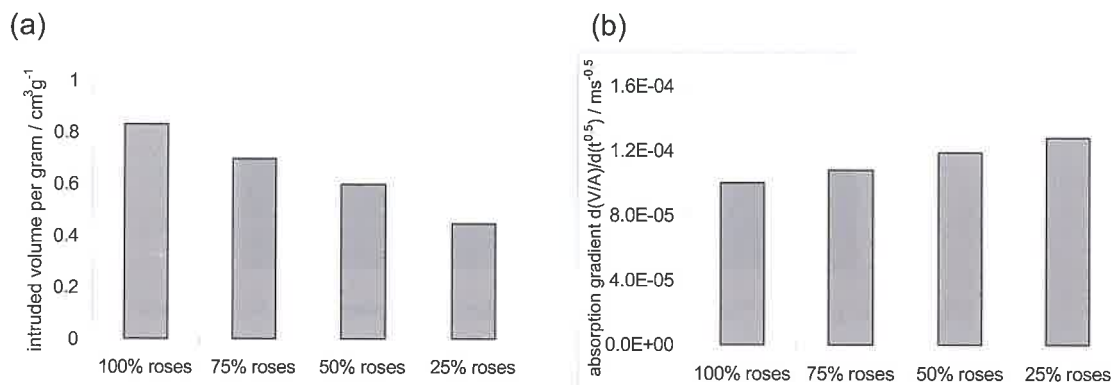 (a)
intruded volume per gram / cm³g⁻¹
1
0.8
0.6
0.4
0.2
0
100% roses 75% roses 50% roses 25% roses
(b)
absorption gradient d(V/A)/d(t⁰·⁵) / ms⁻⁰·⁵
1.6E-04
1.2E-04
8.0E-05
4.0E-05
0.0E+00
100% roses 75% roses 50% roses 25% roses